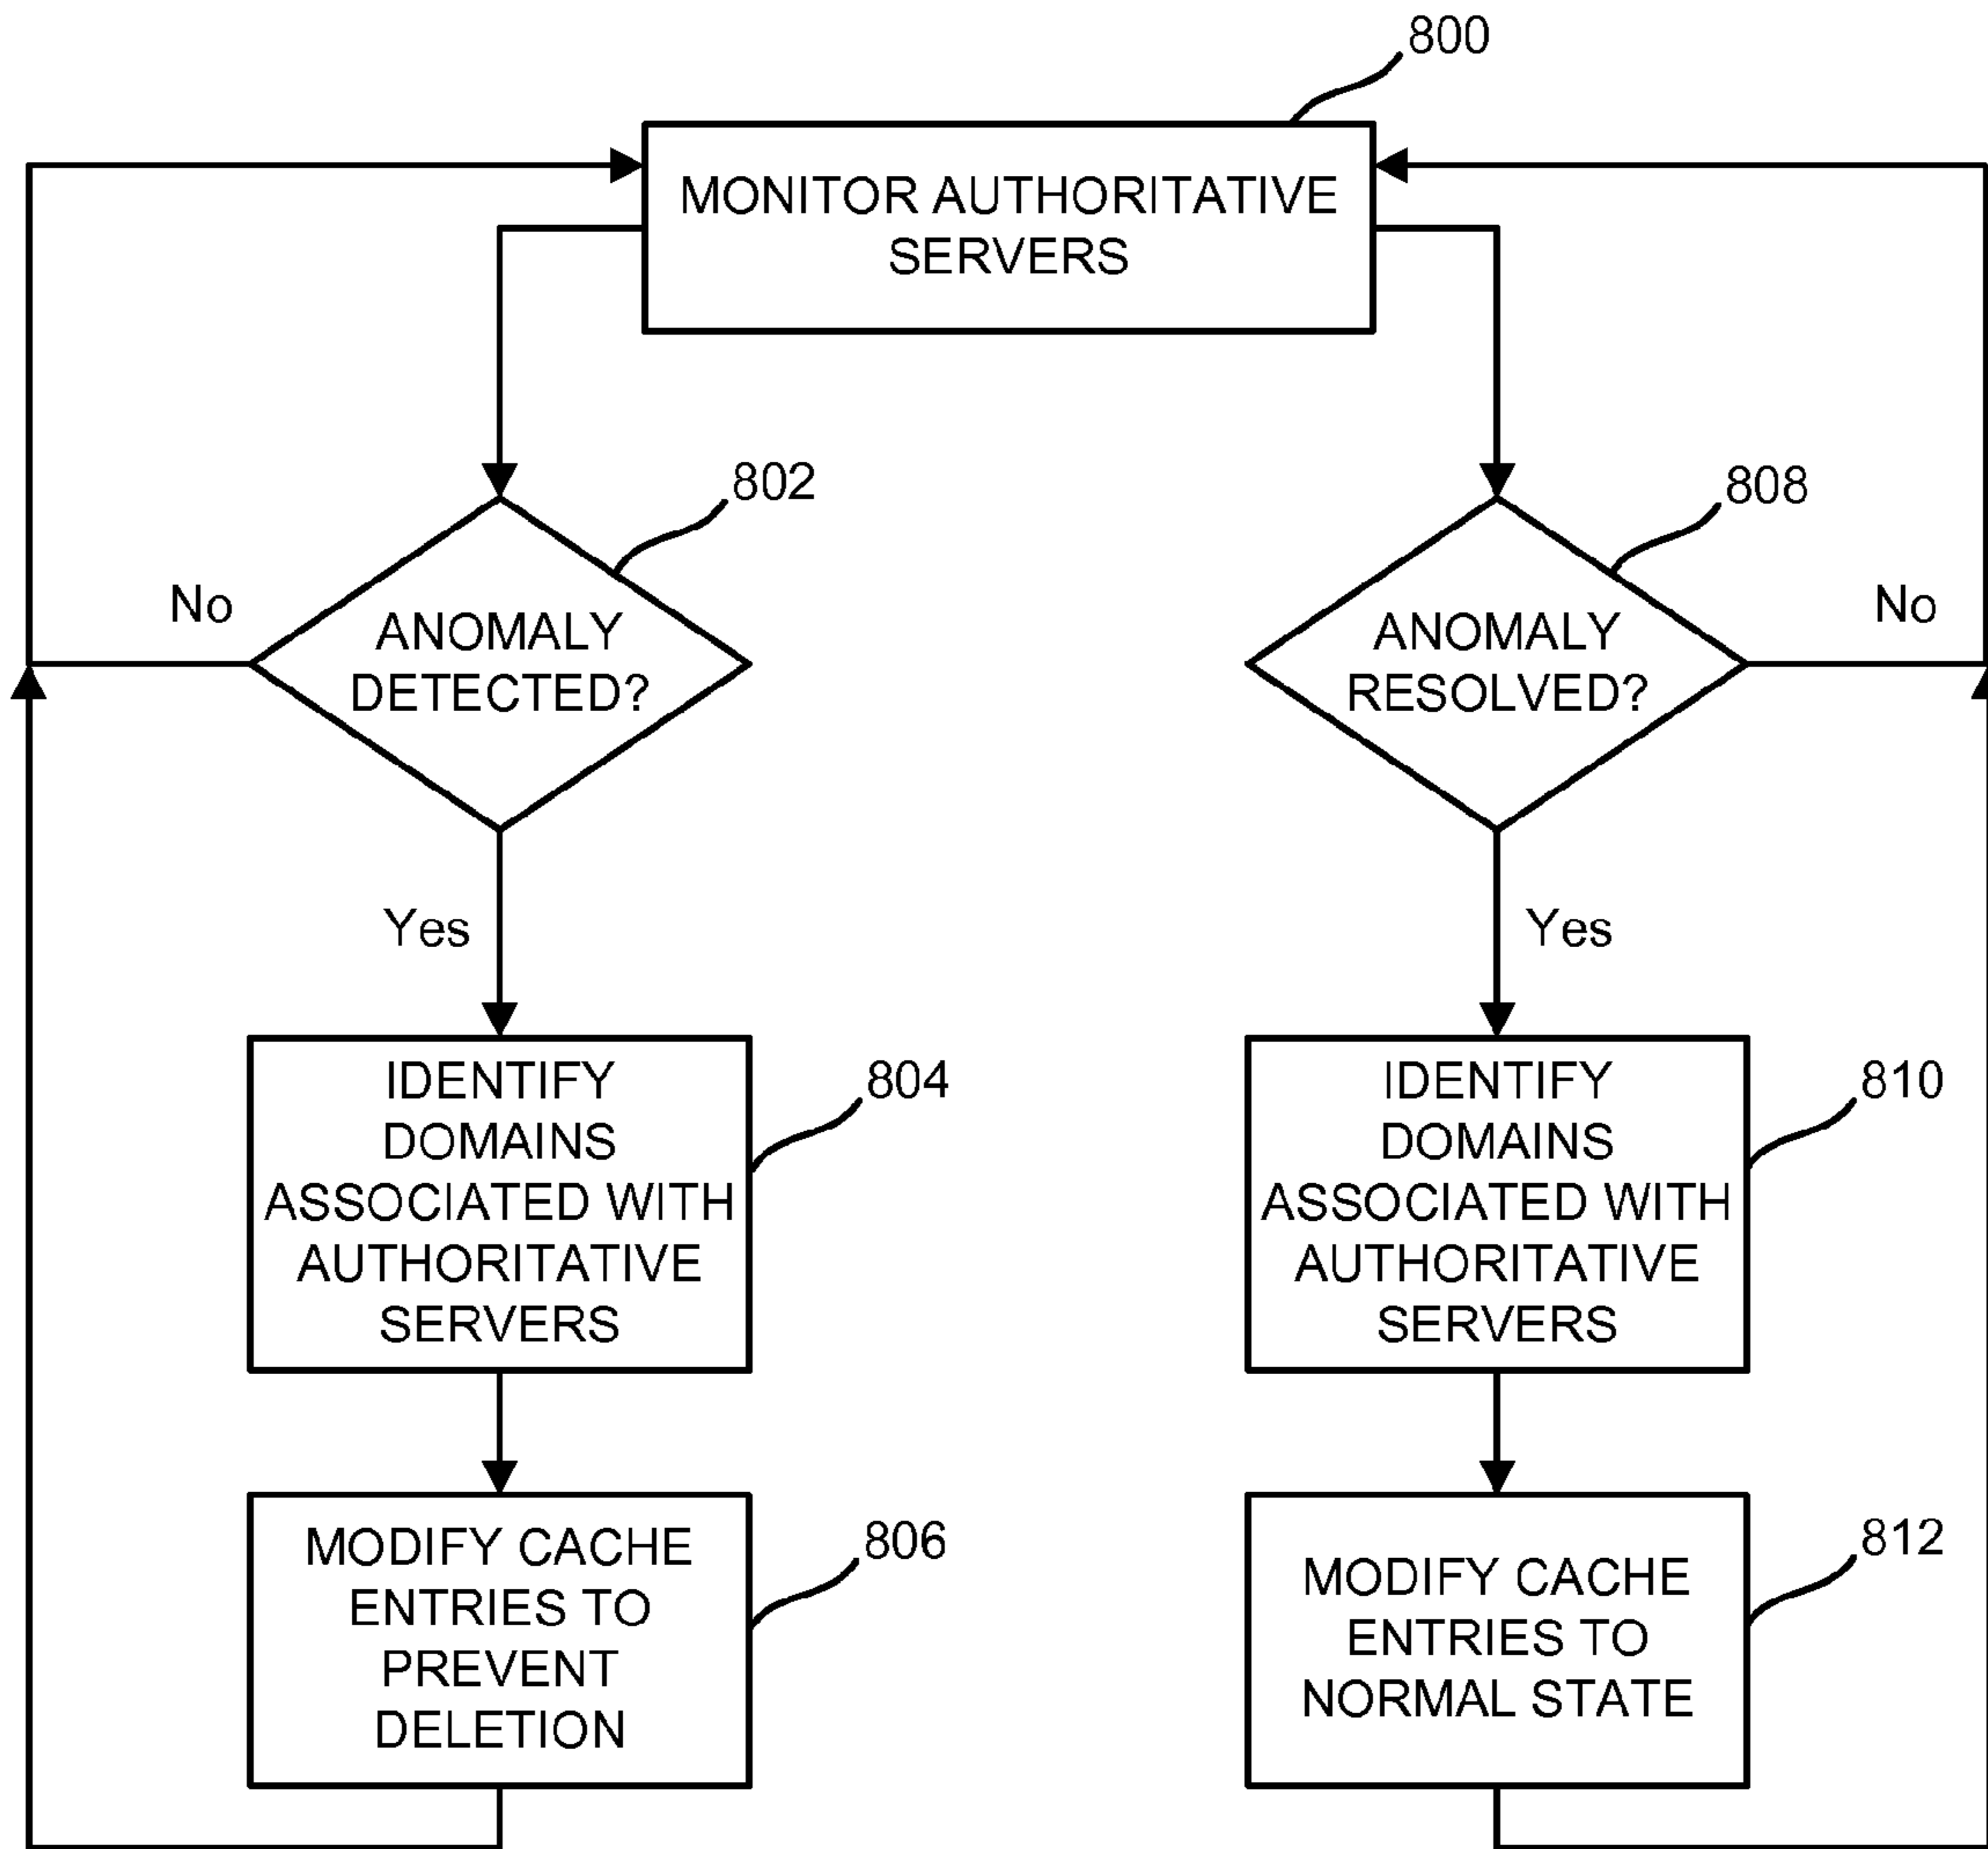 800
MONITOR AUTHORITATIVE
SERVERS
802
No
ANOMALY
DETECTED?
Yes
808
No
ANOMALY
RESOLVED?
Yes
804
IDENTIFY
DOMAINS
ASSOCIATED WITH
AUTHORITATIVE
SERVERS
810
IDENTIFY
DOMAINS
ASSOCIATED WITH
AUTHORITATIVE
SERVERS
806
MODIFY CACHE
ENTRIES TO
PREVENT
DELETION
812
MODIFY CACHE
ENTRIES TO
NORMAL STATE